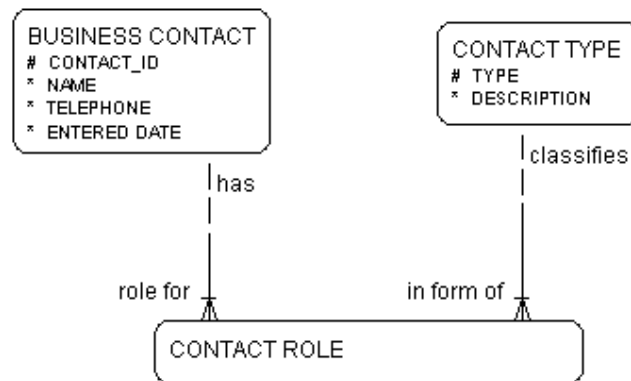 BUSINESS CONTACT
# CONTACT_ID
* NAME
* TELEPHONE
* ENTERED DATE
CONTACT TYPE
# TYPE
* DESCRIPTION
has
classifies
role for
in form of
CONTACT ROLE